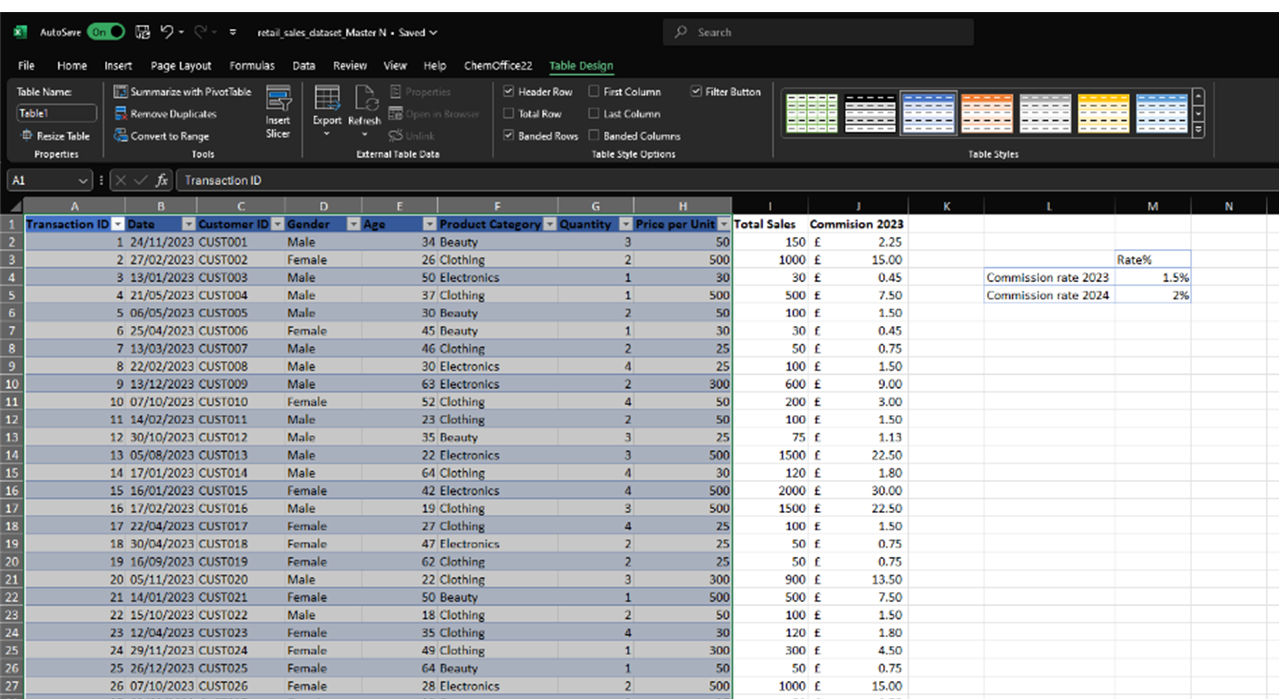 AutoSave On retail_sales_dataset_Master N • Saved Search
File Home Insert Page Layout Formulas Data Review View Help ChemOffice22 Table Design
Table Name: Summarize with PivotTable Properties Header Row First Column Filter Button
Table1 Remove Duplicates Insert Export Refresh Open in Browser Total Row Last Column
Resize Table Convert to Range Slicer Unlink Banded Rows Banded Columns
Properties Tools External Table Data Table Style Options Table Styles
A1 fx Transaction ID
A B C D E F G H I J K L M N
1 Transaction ID Date Customer ID Gender Age Product Category Quantity Price per Unit Total Sales Commision 2023
2 1 24/11/2023 CUST001 Male 34 Beauty 3 50 150 £ 2.25
3 2 27/02/2023 CUST002 Female 26 Clothing 2 500 1000 £ 15.00 Rate%
4 3 13/01/2023 CUST003 Male 50 Electronics 1 30 30 £ 0.45 Commission rate 2023 1.5%
5 4 21/05/2023 CUST004 Male 37 Clothing 1 500 500 £ 7.50 Commission rate 2024 2%
6 5 06/05/2023 CUST005 Male 30 Beauty 2 50 100 £ 1.50
7 6 25/04/2023 CUST006 Female 45 Beauty 1 30 30 £ 0.45
8 7 13/03/2023 CUST007 Male 46 Clothing 2 25 50 £ 0.75
9 8 22/02/2023 CUST008 Male 30 Electronics 4 25 100 £ 1.50
10 9 13/12/2023 CUST009 Male 63 Electronics 2 300 600 £ 9.00
11 10 07/10/2023 CUST010 Female 52 Clothing 4 50 200 £ 3.00
12 11 14/02/2023 CUST011 Male 23 Clothing 2 50 100 £ 1.50
13 12 30/10/2023 CUST012 Male 35 Beauty 3 25 75 £ 1.13
14 13 05/08/2023 CUST013 Male 22 Electronics 3 500 1500 £ 22.50
15 14 17/01/2023 CUST014 Male 64 Clothing 4 30 120 £ 1.80
16 15 16/01/2023 CUST015 Female 42 Electronics 4 500 2000 £ 30.00
17 16 17/02/2023 CUST016 Male 19 Clothing 3 500 1500 £ 22.50
18 17 22/04/2023 CUST017 Female 27 Clothing 4 25 100 £ 1.50
19 18 30/04/2023 CUST018 Female 47 Electronics 2 25 50 £ 0.75
20 19 16/09/2023 CUST019 Female 62 Clothing 2 25 50 £ 0.75
21 20 05/11/2023 CUST020 Male 22 Clothing 3 300 900 £ 13.50
22 21 14/01/2023 CUST021 Female 50 Beauty 1 500 500 £ 7.50
23 22 15/10/2023 CUST022 Male 18 Clothing 2 50 100 £ 1.50
24 23 12/04/2023 CUST023 Female 35 Clothing 4 30 120 £ 1.80
25 24 29/11/2023 CUST024 Female 49 Clothing 1 300 300 £ 4.50
26 25 26/12/2023 CUST025 Female 64 Beauty 1 50 50 £ 0.75
27 26 07/10/2023 CUST026 Female 28 Electronics 2 500 1000 £ 15.00